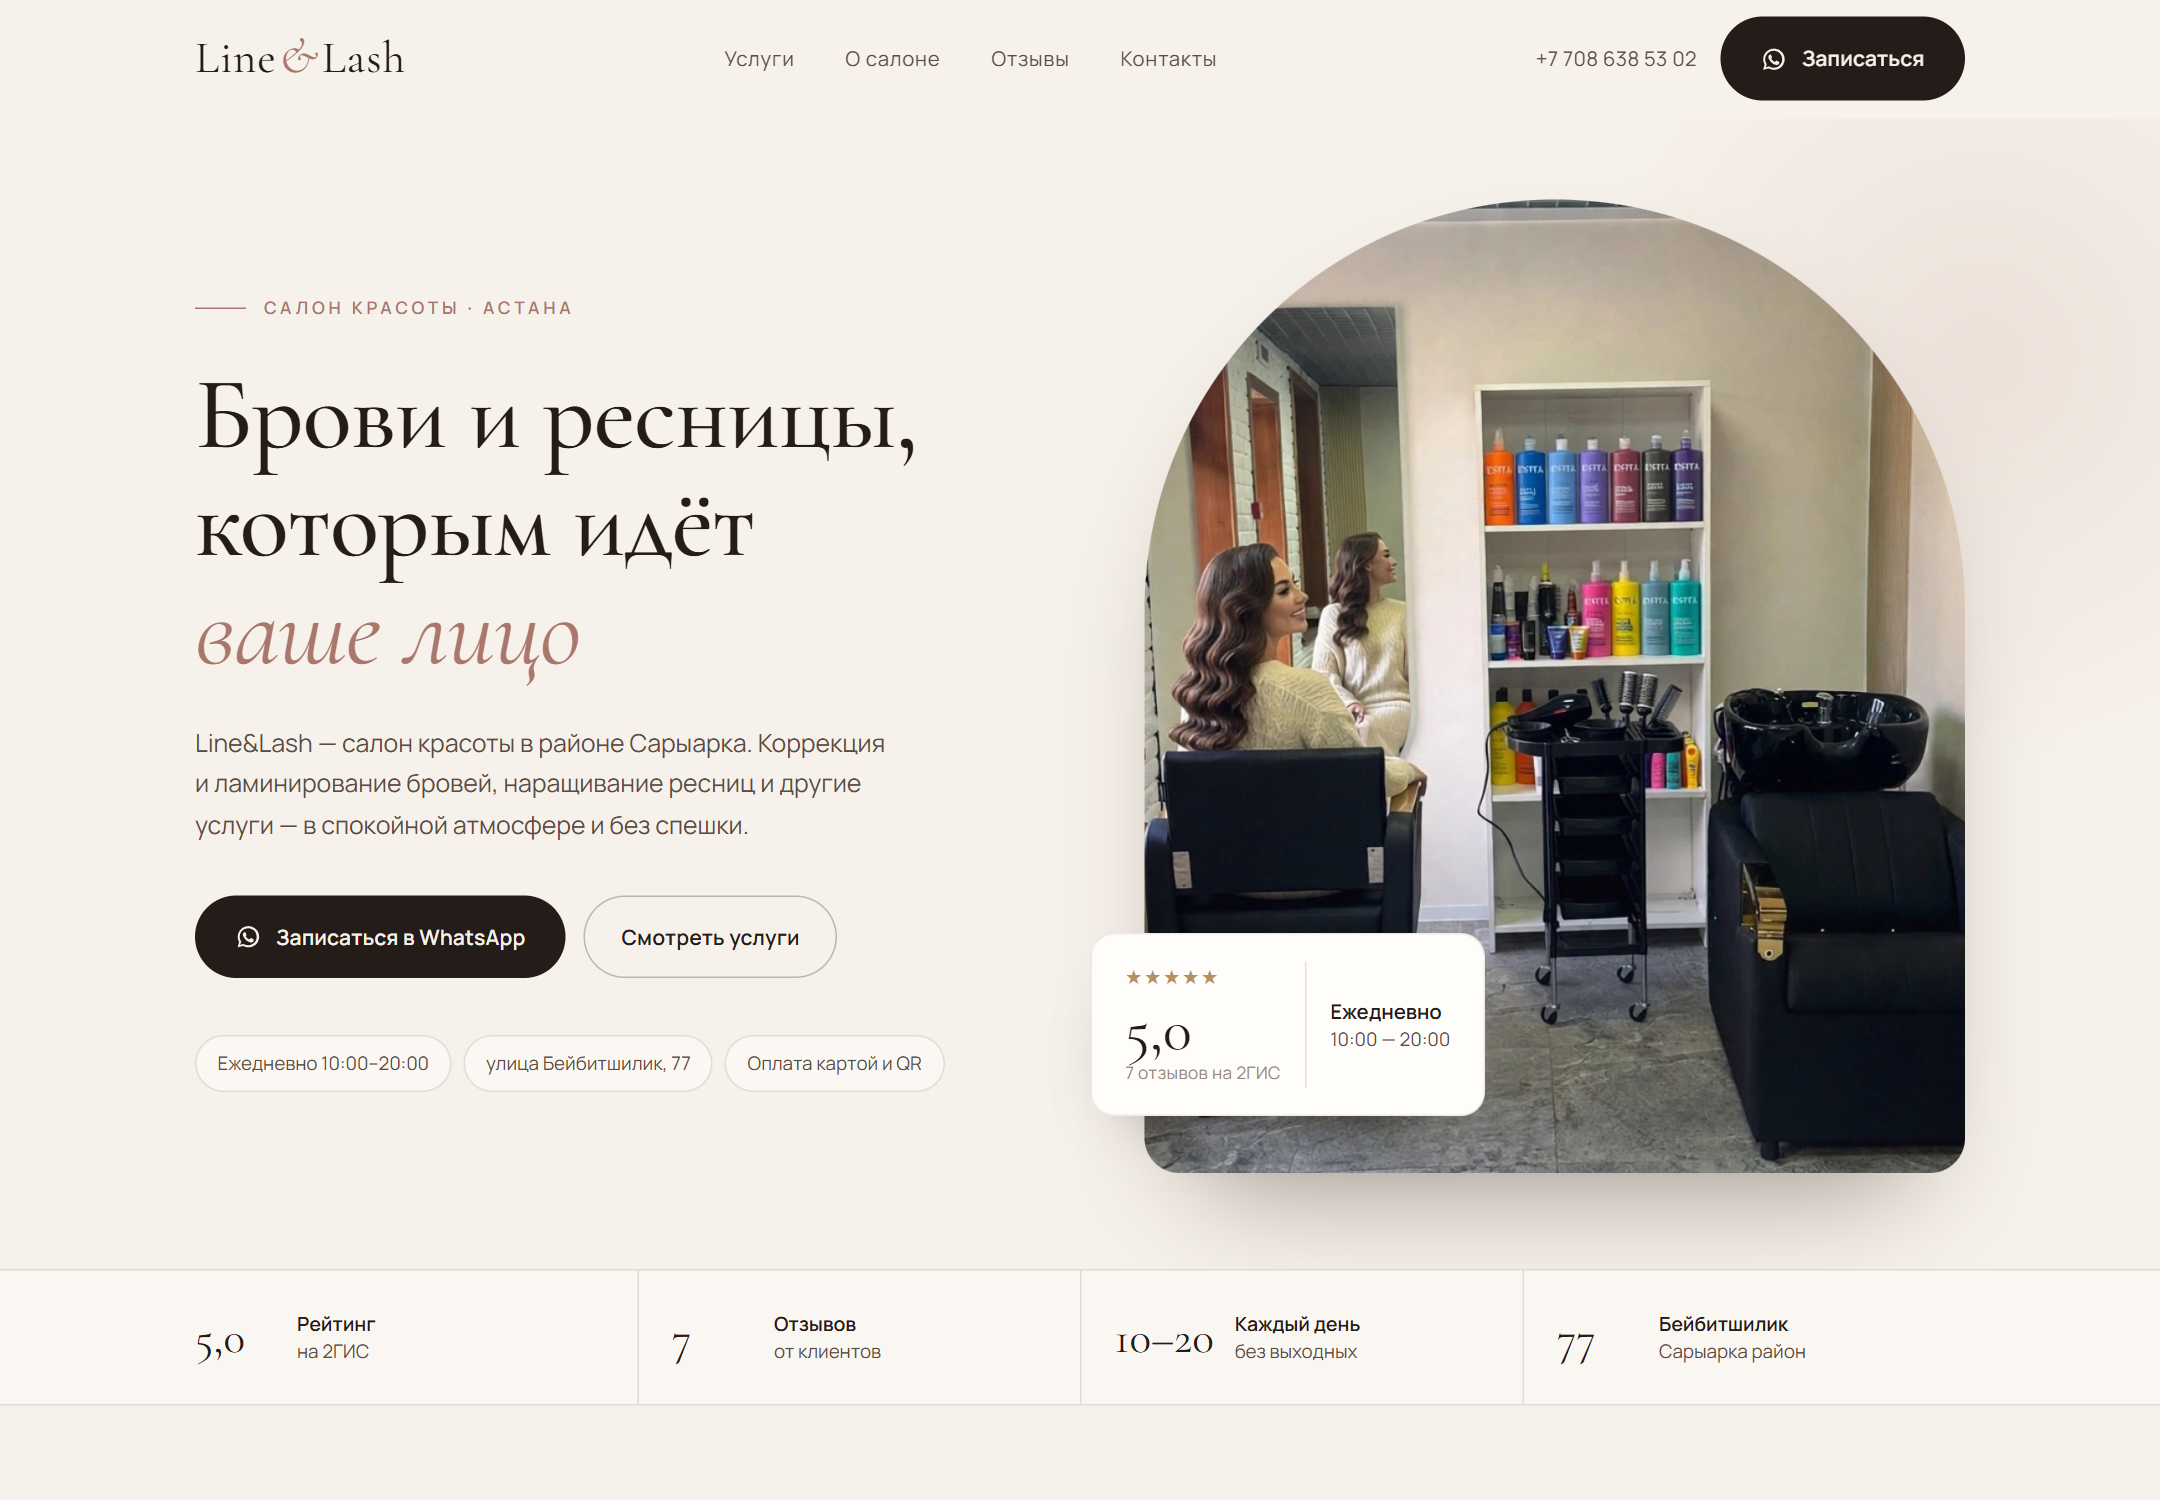 Line & Lash
Услуги
О салоне
Отзывы
Контакты
+7 708 638 53 02
Записаться
САЛОН КРАСОТЫ · АСТАНА
Брови и ресницы,
которым идёт
ваше лицо
Line&Lash — салон красоты в районе Сарыарка. Коррекция
и ламинирование бровей, наращивание ресниц и другие
услуги — в спокойной атмосфере и без спешки.
Записаться в WhatsApp
Смотреть услуги
Ежедневно 10:00–20:00
улица Бейбитшилик, 77
Оплата картой и QR
★★★★★
5,0
7 отзывов на 2ГИС
Ежедневно
10:00 — 20:00
5,0
Рейтинг
на 2ГИС
7
Отзывов
от клиентов
10–20
Каждый день
без выходных
77
Бейбитшилик
Сарыарка район